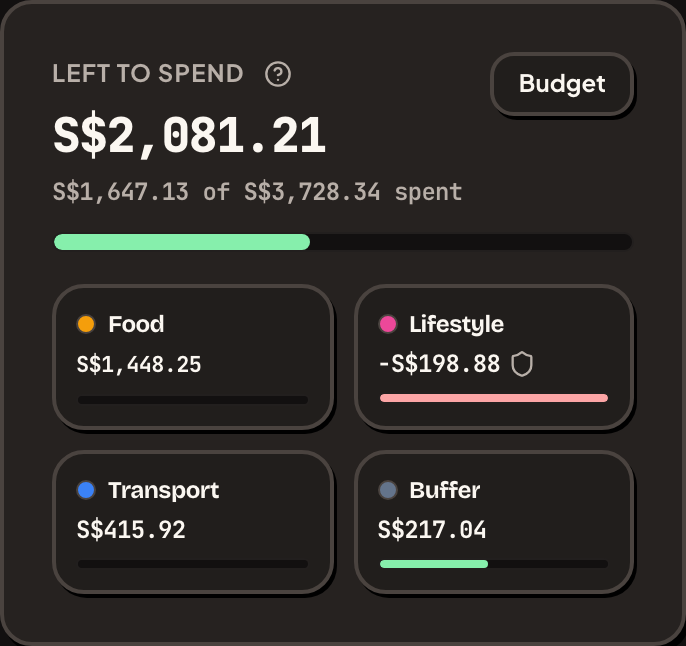 LEFT TO SPEND
Budget
S$2,081.21
S$1,647.13 of S$3,728.34 spent
Food
S$1,448.25
Lifestyle
-S$198.88
Transport
S$415.92
Buffer
S$217.04